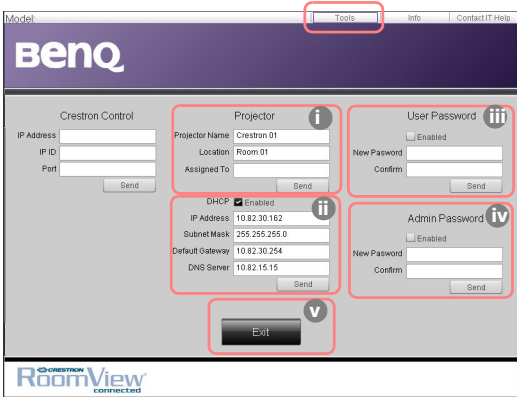 Model:
Tools
Info
Contact IT Help
BenQ
Crestron Control
IP Address
IP ID
Port
Send
Projector
i
Projector Name Crestron 01
Location Room 01
Assigned To
Send
DHCP Enabled
ii
IP Address 10.82.30.162
Subnet Mask 255.255.255.0
Default Gateway 10.82.30.254
DNS Server 10.82.15.15
Send
User Password
iii
Enabled
New Pasword
Confirm
Send
Admin Password
iv
Enabled
New Pasword
Confirm
Send
v
Exit
CRESTRON
RoomView
connected